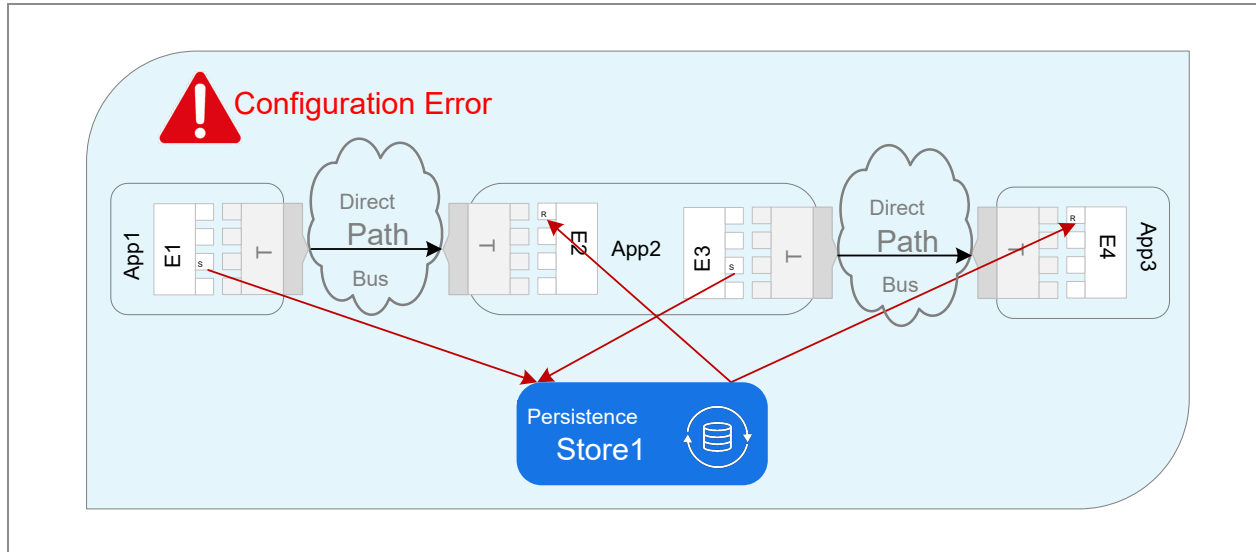 Configuration Error
App1
E1
S
T
Direct
Path
Bus
T
R
E2
App2
E3
S
T
Direct
Path
Bus
T
R
E4
App3
Persistence
Store1